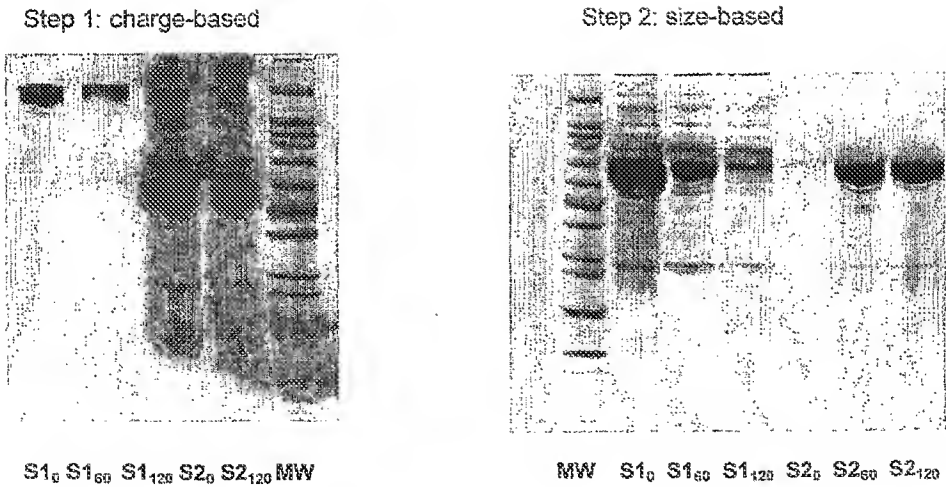 Step 1: charge-based
Step 2: size-based
S1₀ S1₆₀ S1₁₂₀ S2₀ S2₁₂₀ MW
MW S1₀ S1₆₀ S1₁₂₀ S2₀ S2₆₀ S2₁₂₀